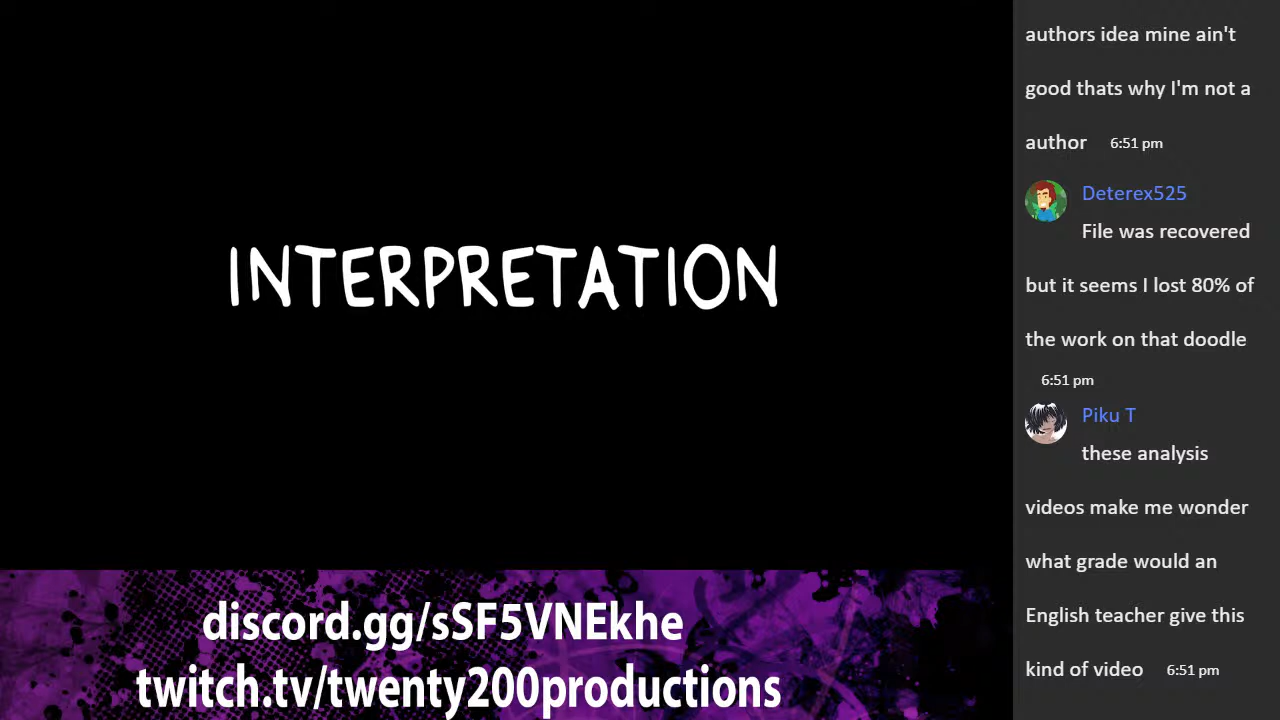 INTERPRETATION
discord.gg/sSF5VNEkhe
twitch.tv/twenty200productions
authors idea mine ain't
good thats why I'm not a
author 6:51 pm
Deterex525
File was recovered
but it seems I lost 80% of
the work on that doodle
6:51 pm
Piku T
these analysis
videos make me wonder
what grade would an
English teacher give this
kind of video 6:51 pm